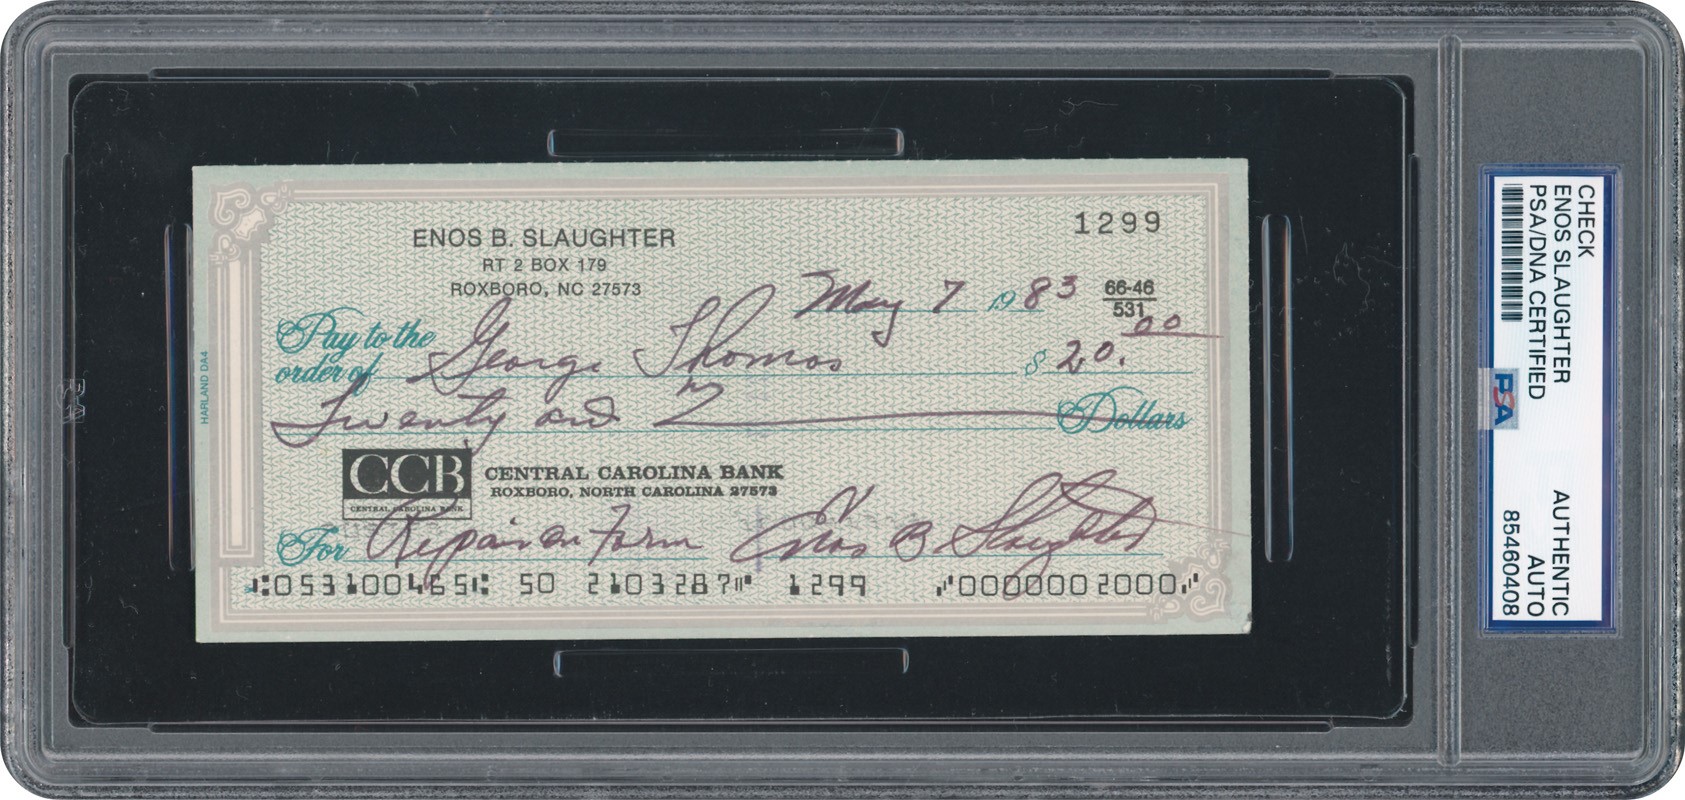 ENOS B. SLAUGHTER
RT 2 BOX 179
ROXBORO, NC 27573
1299
May 7 1983
66-46
531
Pay to the
order of George Thomas $ 20.00
Twenty and Dollars
CCB CENTRAL CAROLINA BANK
ROXBORO, NORTH CAROLINA 27573
CENTRAL CAROLINA BANK
For Repair on Farm Enos B Slaughter
053100465 50 2103287 1299 0000002000
HARLAND DA4
CHECK
ENOS SLAUGHTER
PSA/DNA CERTIFIED
PSA
AUTHENTIC
AUTO
85460408